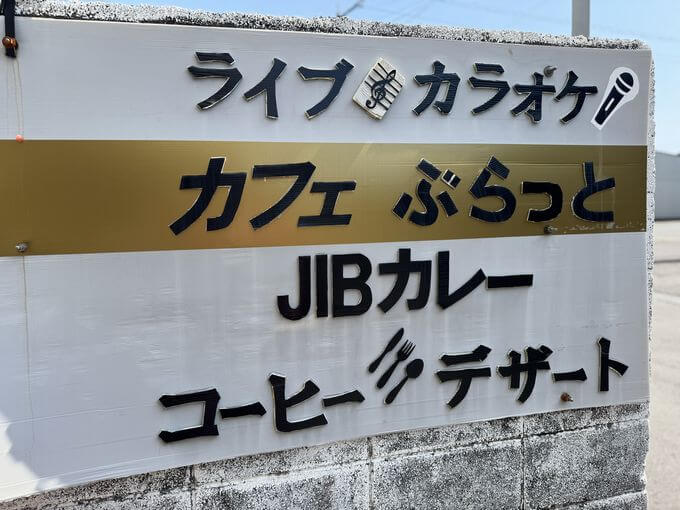 ライブ カラオケ
カフェ ぶらっと
JIBカレー
コーヒー デザート